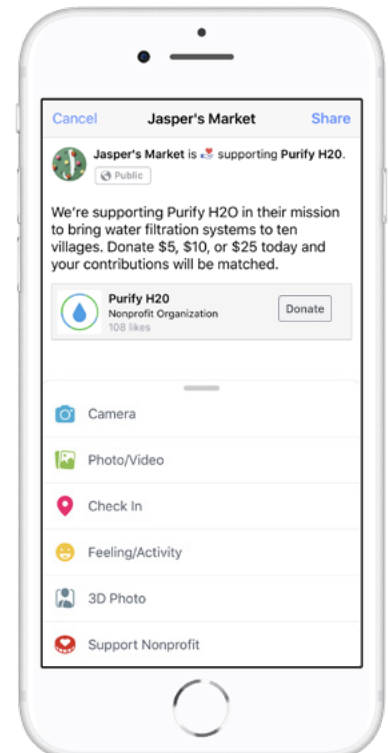 Cancel Jasper's Market Share
Jasper's Market is supporting Purify H20.
Public
We're supporting Purify H2O in their mission
to bring water filtration systems to ten
villages. Donate $5, $10, or $25 today and
your contributions will be matched.
Purify H20
Nonprofit Organization
108 likes
Donate
Camera
Photo/Video
Check In
Feeling/Activity
3D Photo
Support Nonprofit